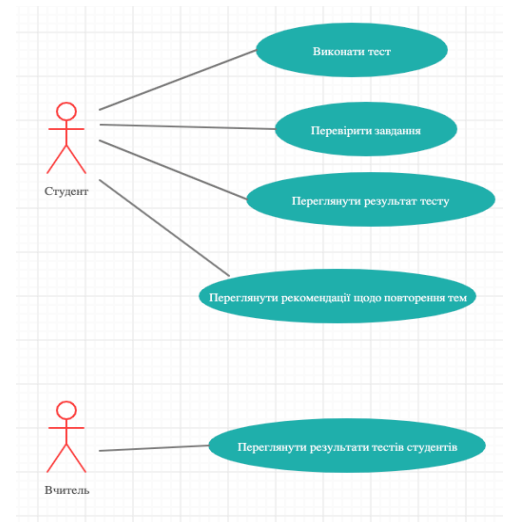 Виконати тест
Перевірити завдання
Студент
Переглянути результат тесту
Переглянути рекомендації щодо повторення тем
Переглянути результати тестів студентів
Вчитель